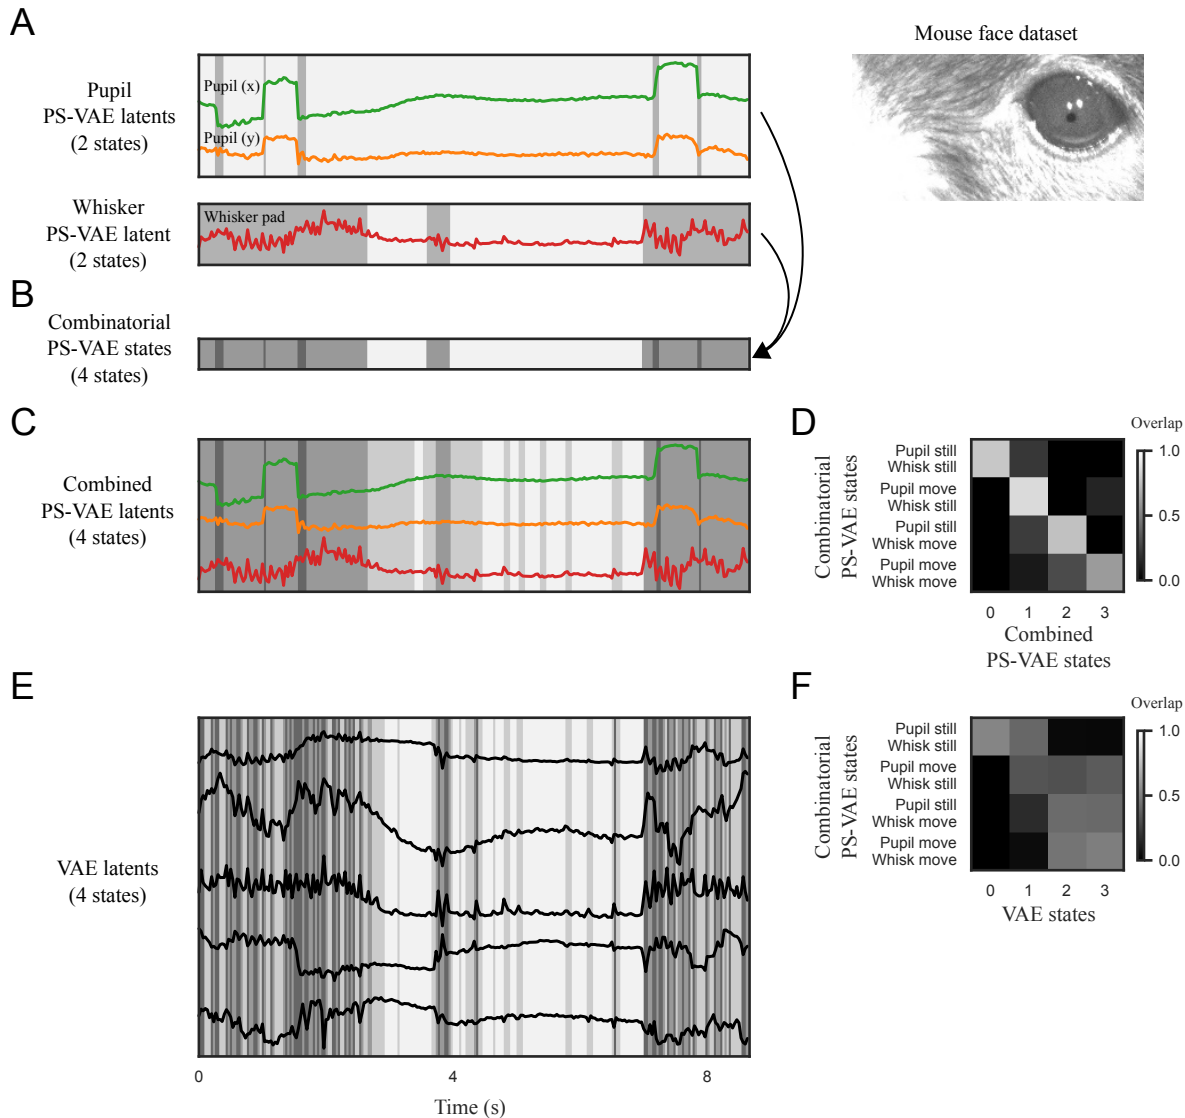 A
Mouse face dataset
Pupil
PS-VAE latents
(2 states)
Pupil (x)
Pupil (y)
Whisker
PS-VAE latent
(2 states)
Whisker pad
B
Combinatorial
PS-VAE states
(4 states)
C
Combined
PS-VAE latents
(4 states)
D
Overlap
Combinatorial
PS-VAE states
Pupil still
Whisk still
Pupil move
Whisk still
Pupil still
Whisk move
Pupil move
Whisk move
1.0
0.5
0.0
0 1 2 3
Combined
PS-VAE states
E
VAE latents
(4 states)
0 4 8
Time (s)
F
Overlap
Combinatorial
PS-VAE states
Pupil still
Whisk still
Pupil move
Whisk still
Pupil still
Whisk move
Pupil move
Whisk move
1.0
0.5
0.0
0 1 2 3
VAE states